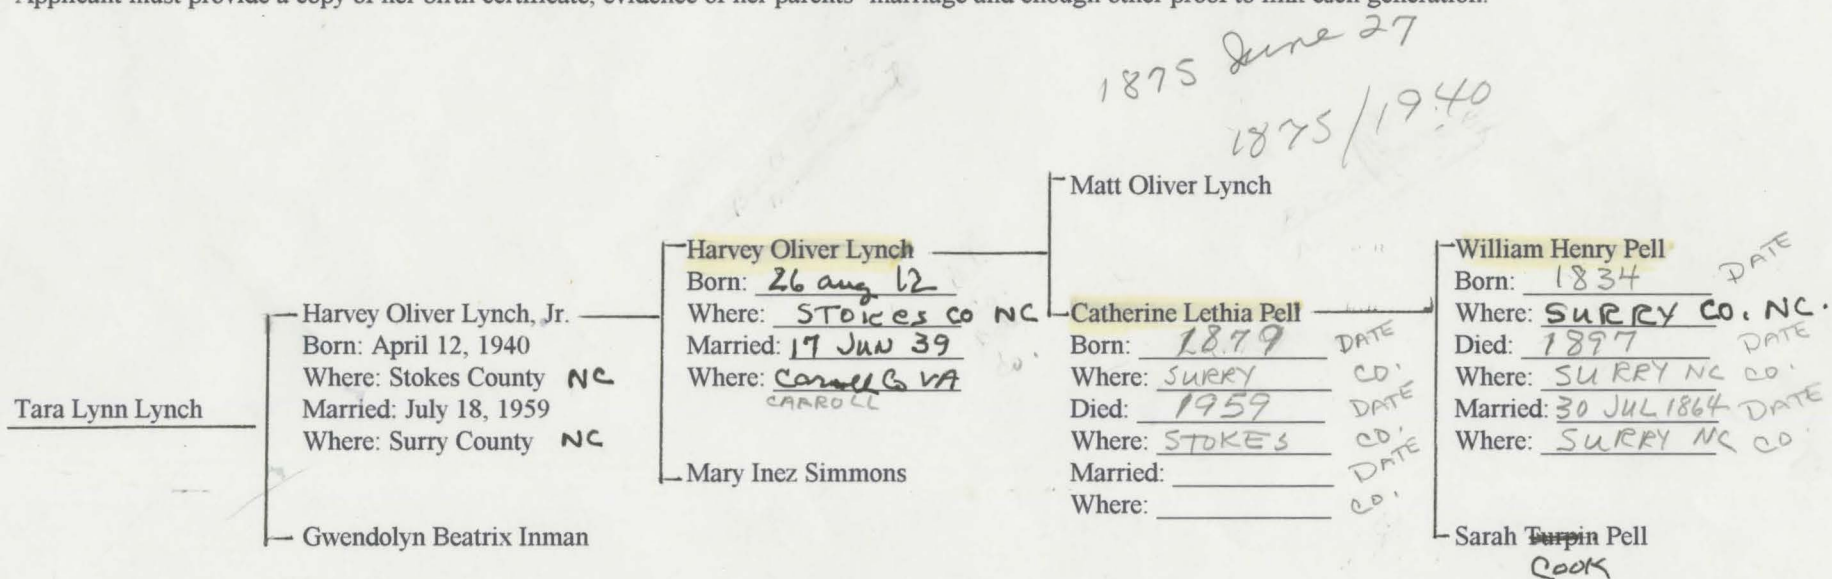 Applicant must provide a copy of her birth certificate, evidence of her parents' marriage and enough other proof to link each generation.
1875 June 27
1875/1940
Tara Lynn Lynch
Harvey Oliver Lynch, Jr.
Born: April 12, 1940
Where: Stokes County NC
Married: July 18, 1959
Where: Surry County NC
Gwendolyn Beatrix Inman
Harvey Oliver Lynch
Born: 26 aug 12
Where: STOKES CO NC
Married: 17 JUN 39
Where: Carroll Co VA
CARROLL
Mary Inez Simmons
Matt Oliver Lynch
Catherine Lethia Pell
Born: 1879 DATE
Where: SURRY CO.
Died: 1959 DATE
Where: STOKES CO.
Married: DATE
Where: CO.
William Henry Pell
Born: 1834 DATE
Where: SURRY CO. NC.
Died: 1897 DATE
Where: SURRY NC CO.
Married: 30 JUL 1864 DATE
Where: SURRY NC CO
Sarah Turpin Pell
COOK